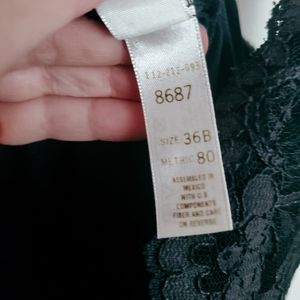 112-212-093
8687
SIZE 36B
METRIC 80
ASSEMBLED IN
MEXICO
WITH U.S.
COMPONENTS
FIBER AND CARE
ON REVERSE